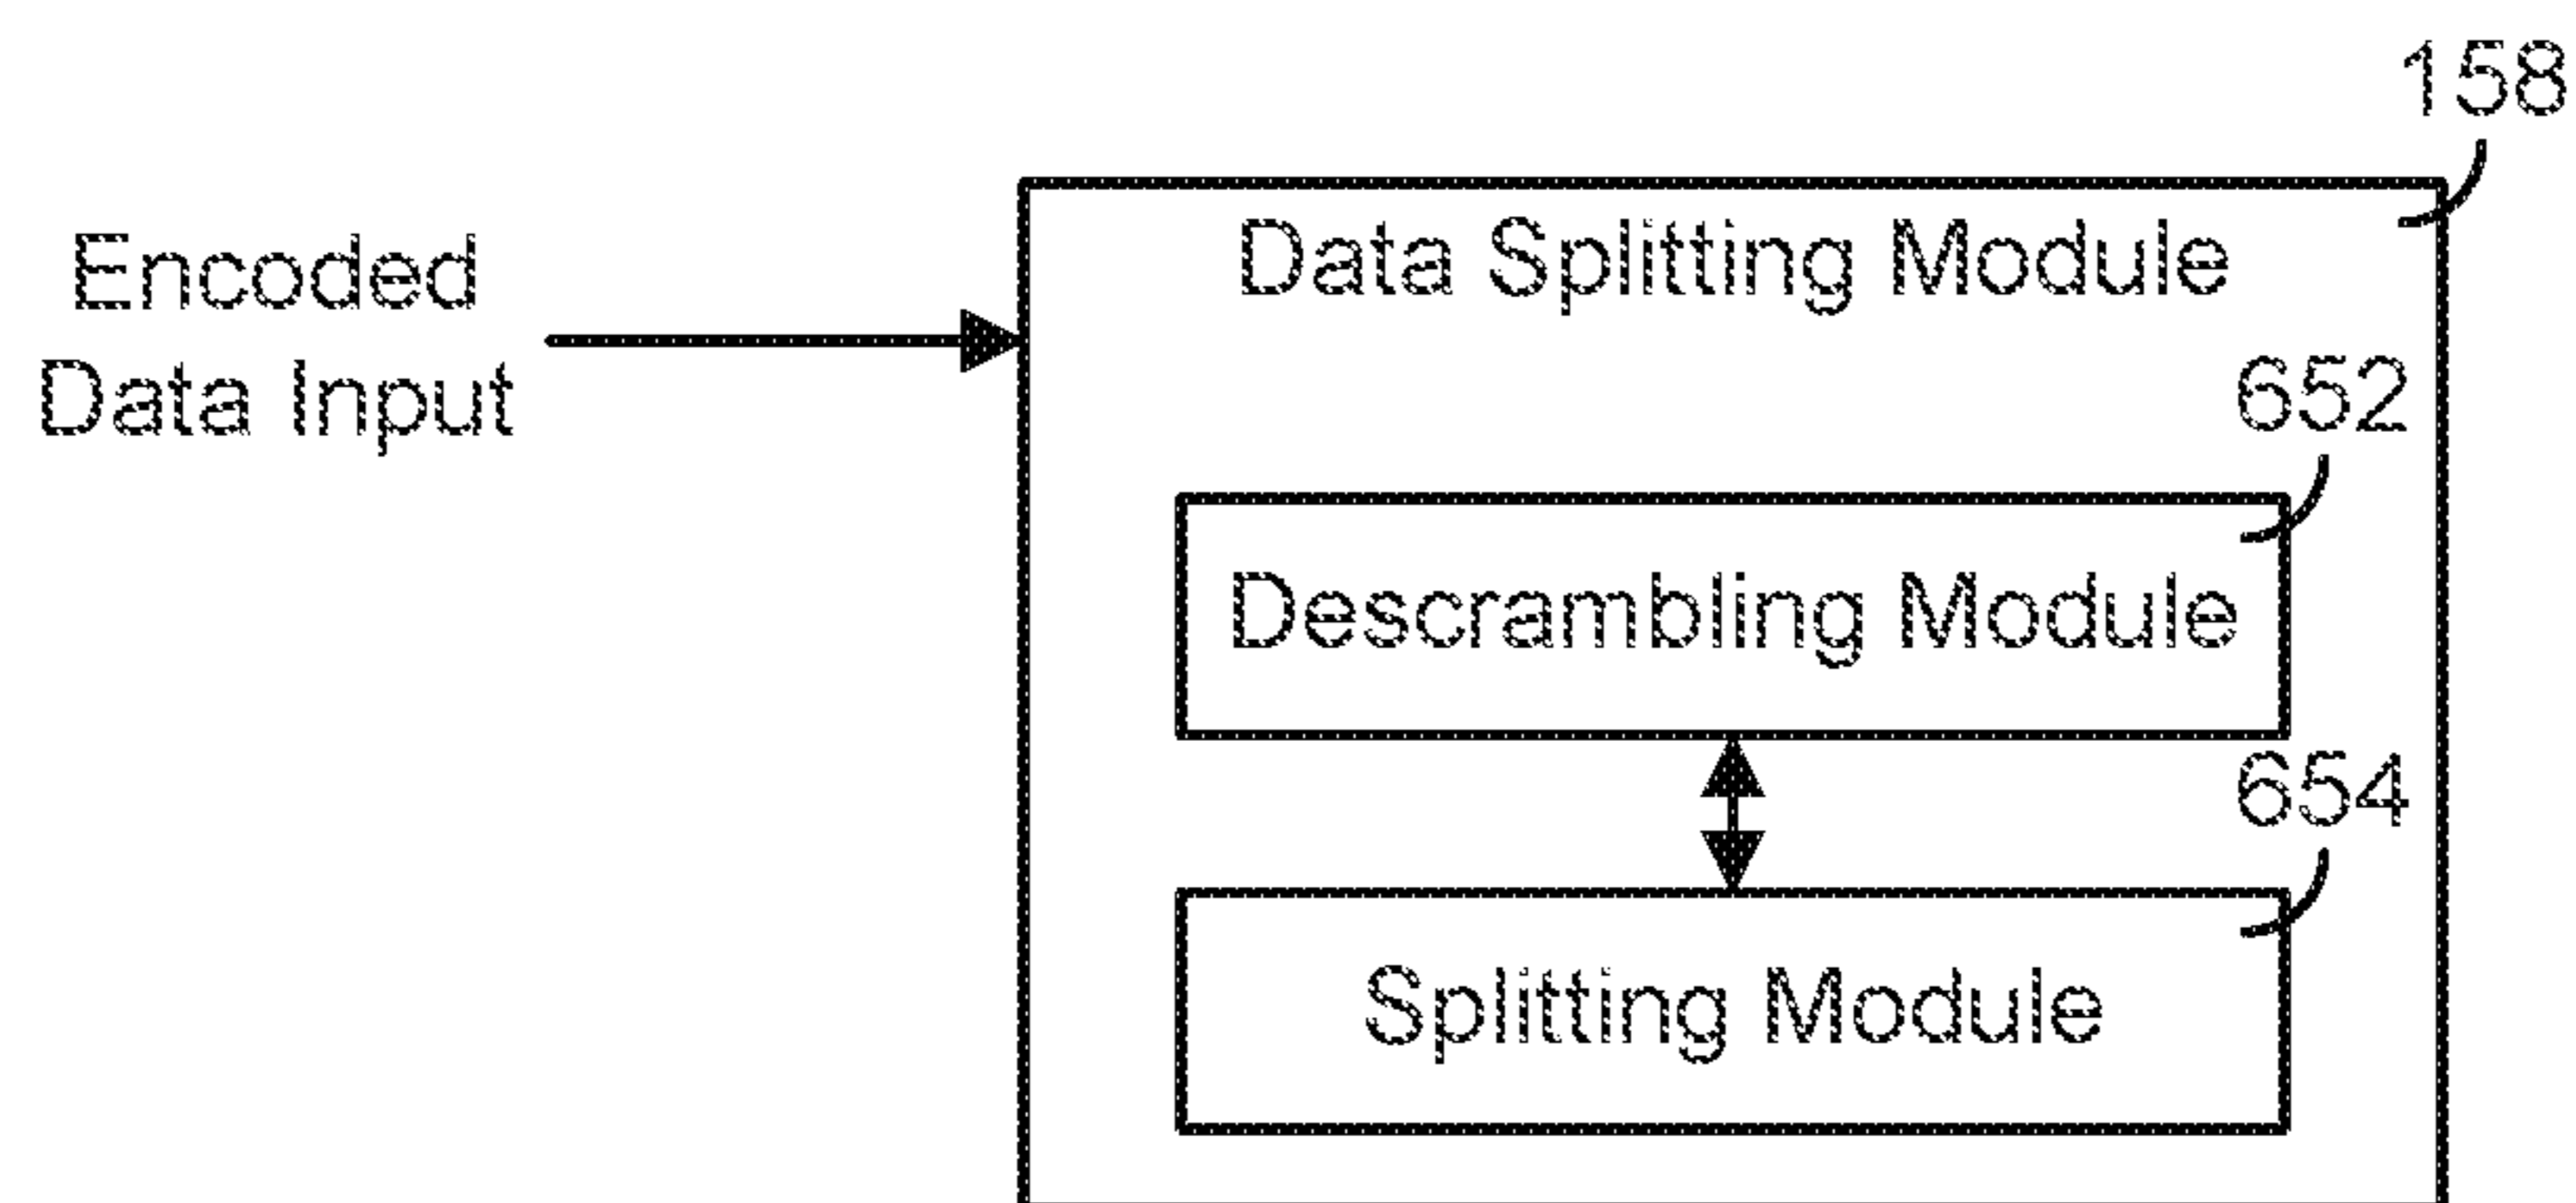 158
Data Splitting Module
Encoded
Data Input
652
Descrambling Module
654
Splitting Module